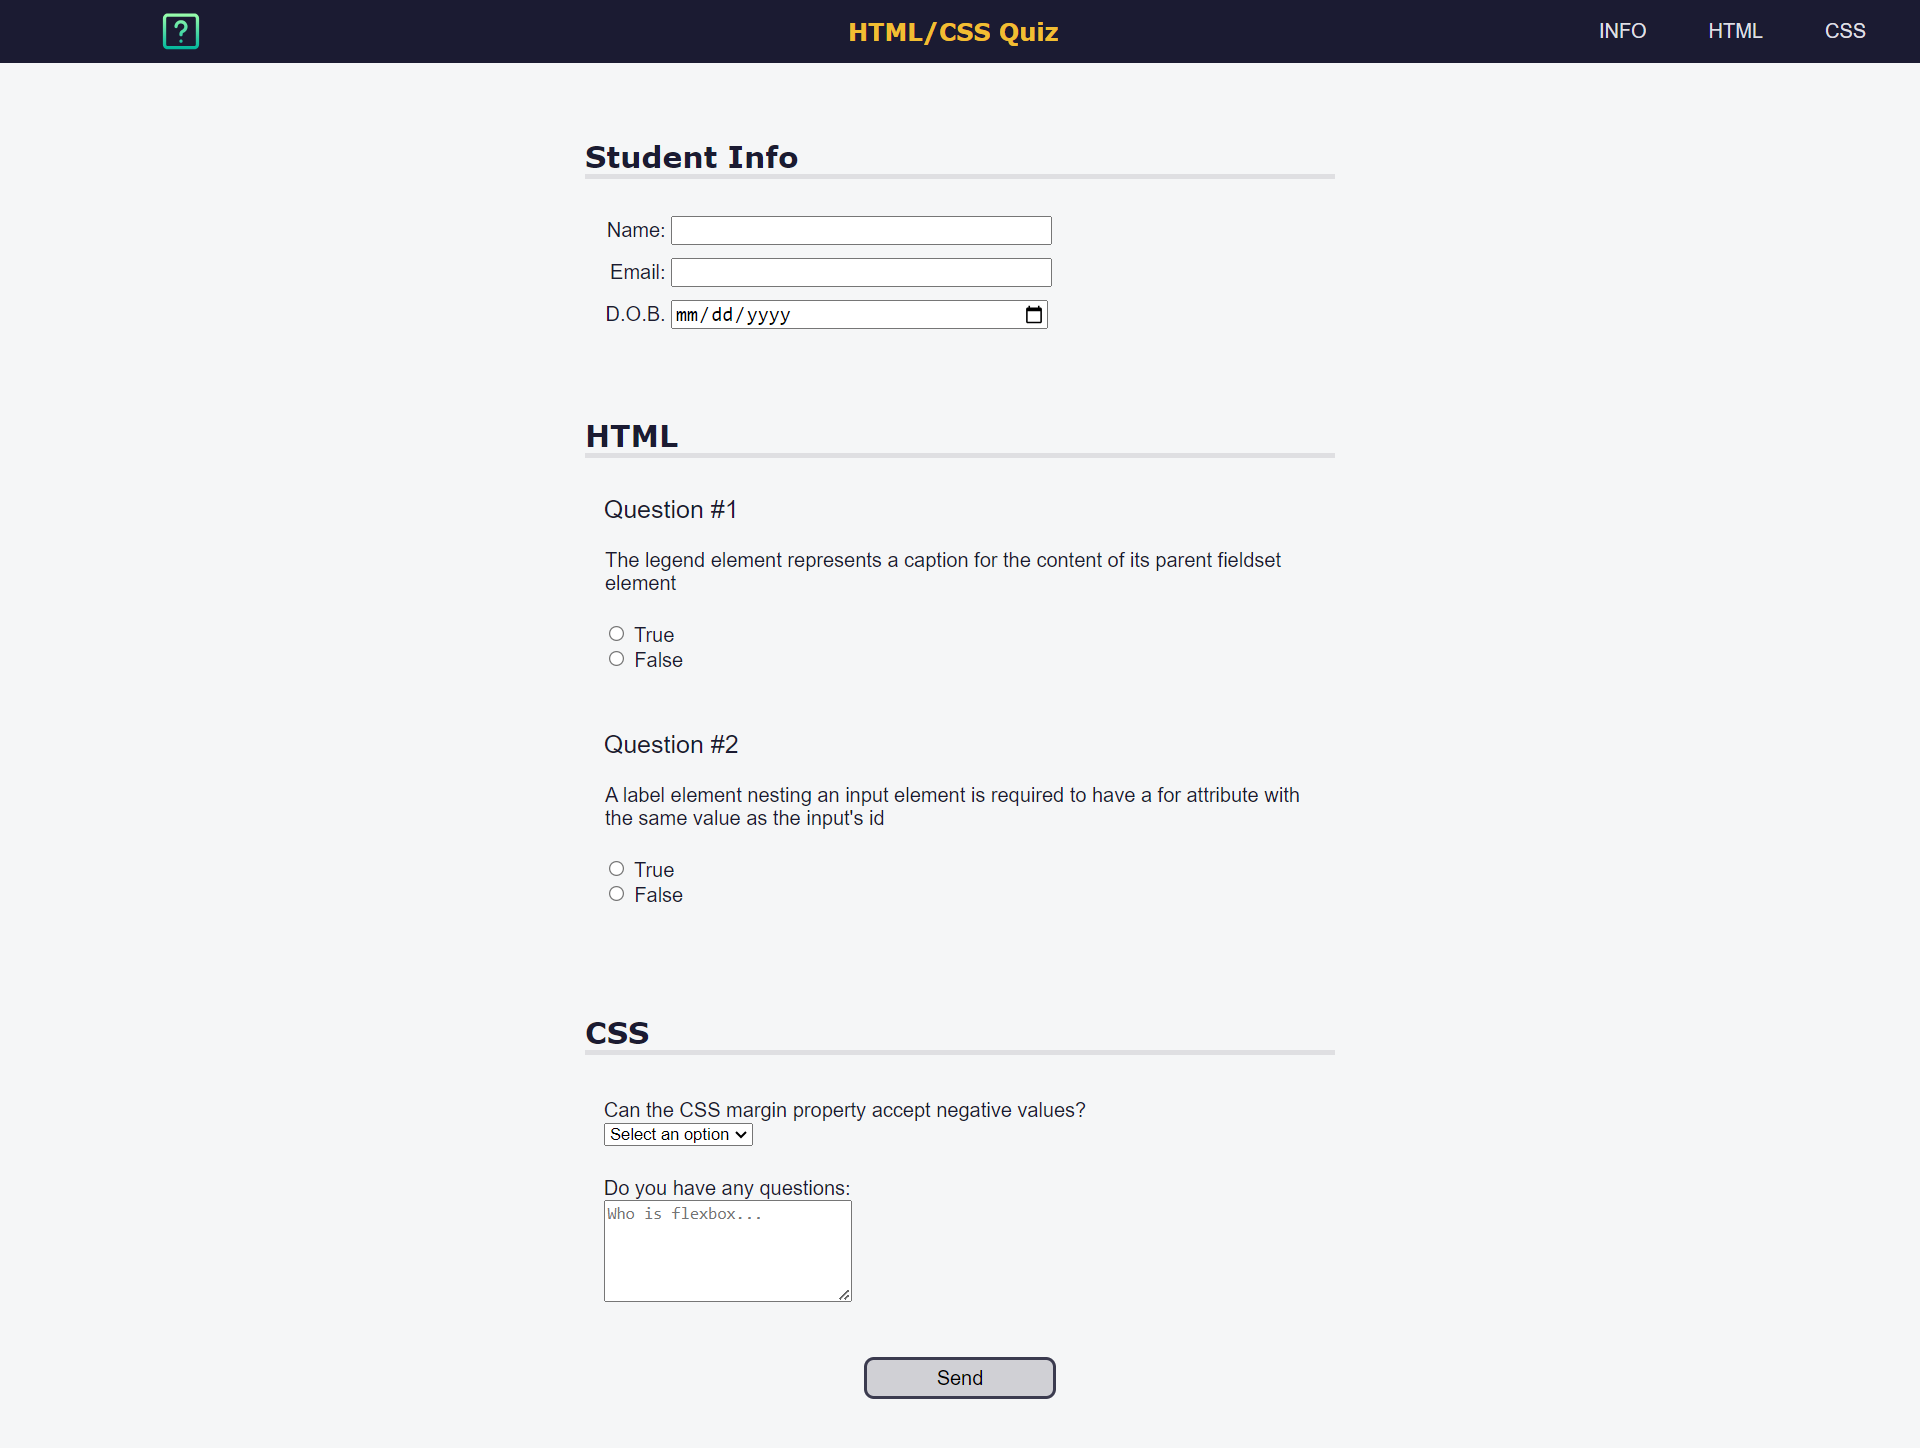 ?
HTML/CSS Quiz
INFO
HTML
CSS
Student Info
Name:
Email:
D.O.B. mm/dd/yyyy
HTML
Question #1
The legend element represents a caption for the content of its parent fieldset
element
True
False
Question #2
A label element nesting an input element is required to have a for attribute with
the same value as the input's id
True
False
CSS
Can the CSS margin property accept negative values?
Select an option
Do you have any questions:
Who is flexbox...
Send